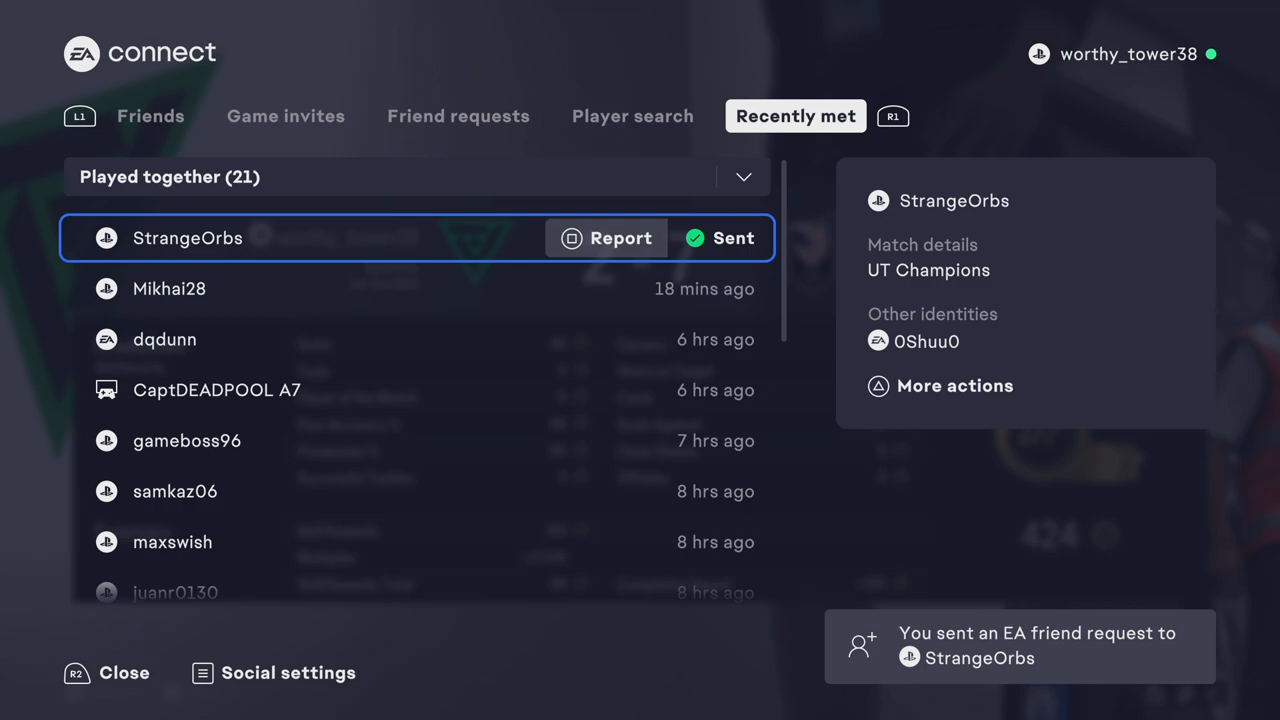 EA connect
worthy_tower38
L1 Friends Game invites Friend requests Player search Recently met R1
Played together (21)
StrangeOrbs Report Sent
Mikhai28 18 mins ago
dqdunn 6 hrs ago
CaptDEADPOOL A7 6 hrs ago
gameboss96 7 hrs ago
samkaz06 8 hrs ago
maxswish 8 hrs ago
juanr0130 8 hrs ago
StrangeOrbs
Match details
UT Champions
Other identities
EA 0Shuu0
More actions
424
You sent an EA friend request to
StrangeOrbs
R2 Close Social settings